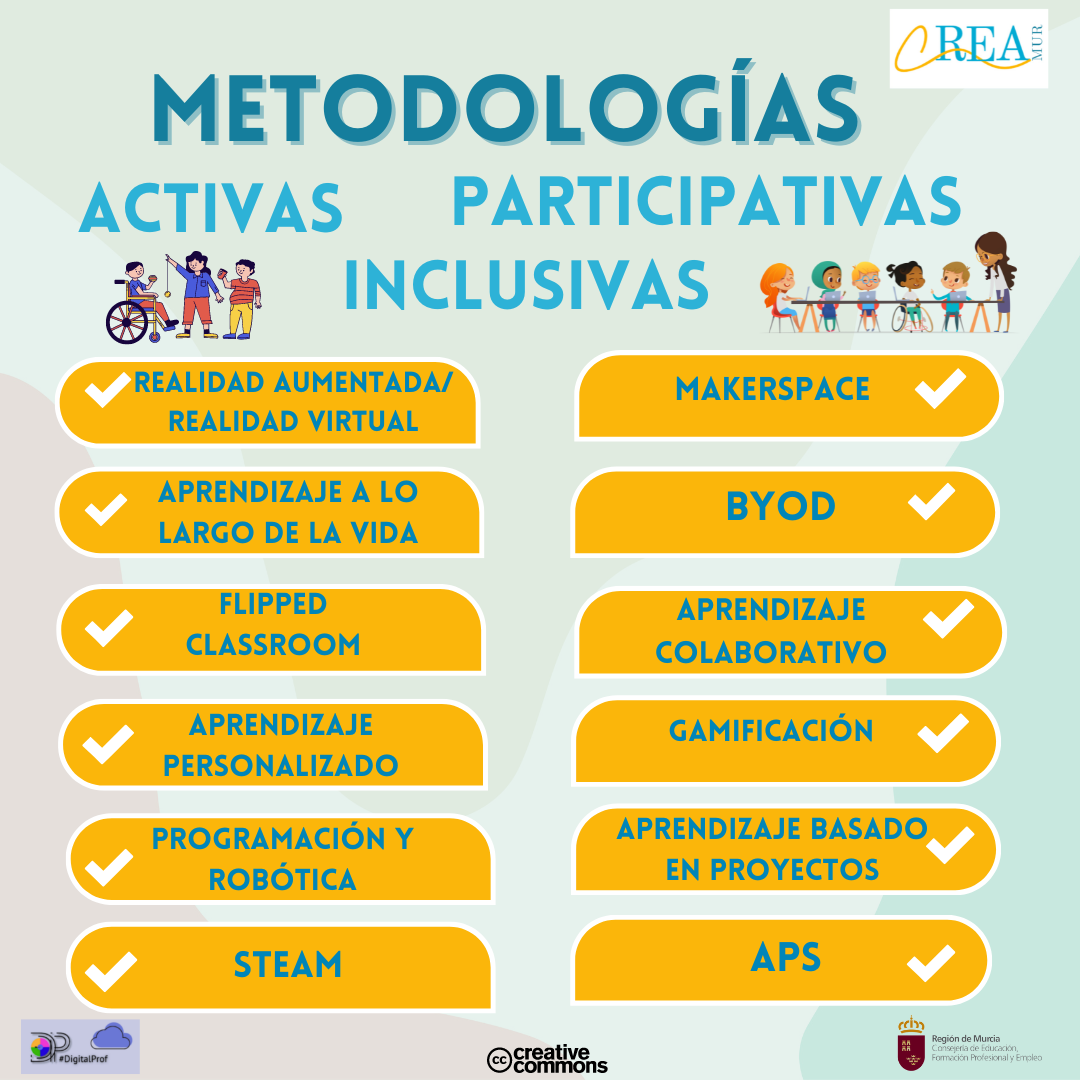 CREA
MUR
METODOLOGÍAS
ACTIVAS
PARTICIPATIVAS
INCLUSIVAS
REALIDAD AUMENTADA/
REALIDAD VIRTUAL
APRENDIZAJE A LO
LARGO DE LA VIDA
FLIPPED
CLASSROOM
APRENDIZAJE
PERSONALIZADO
PROGRAMACIÓN Y
ROBÓTICA
STEAM
MAKERSPACE
BYOD
APRENDIZAJE
COLABORATIVO
GAMIFICACIÓN
APRENDIZAJE BASADO
EN PROYECTOS
APS
#DigitalProf
cc creative
commons
Región de Murcia
Consejería de Educación,
Formación Profesional y Empleo